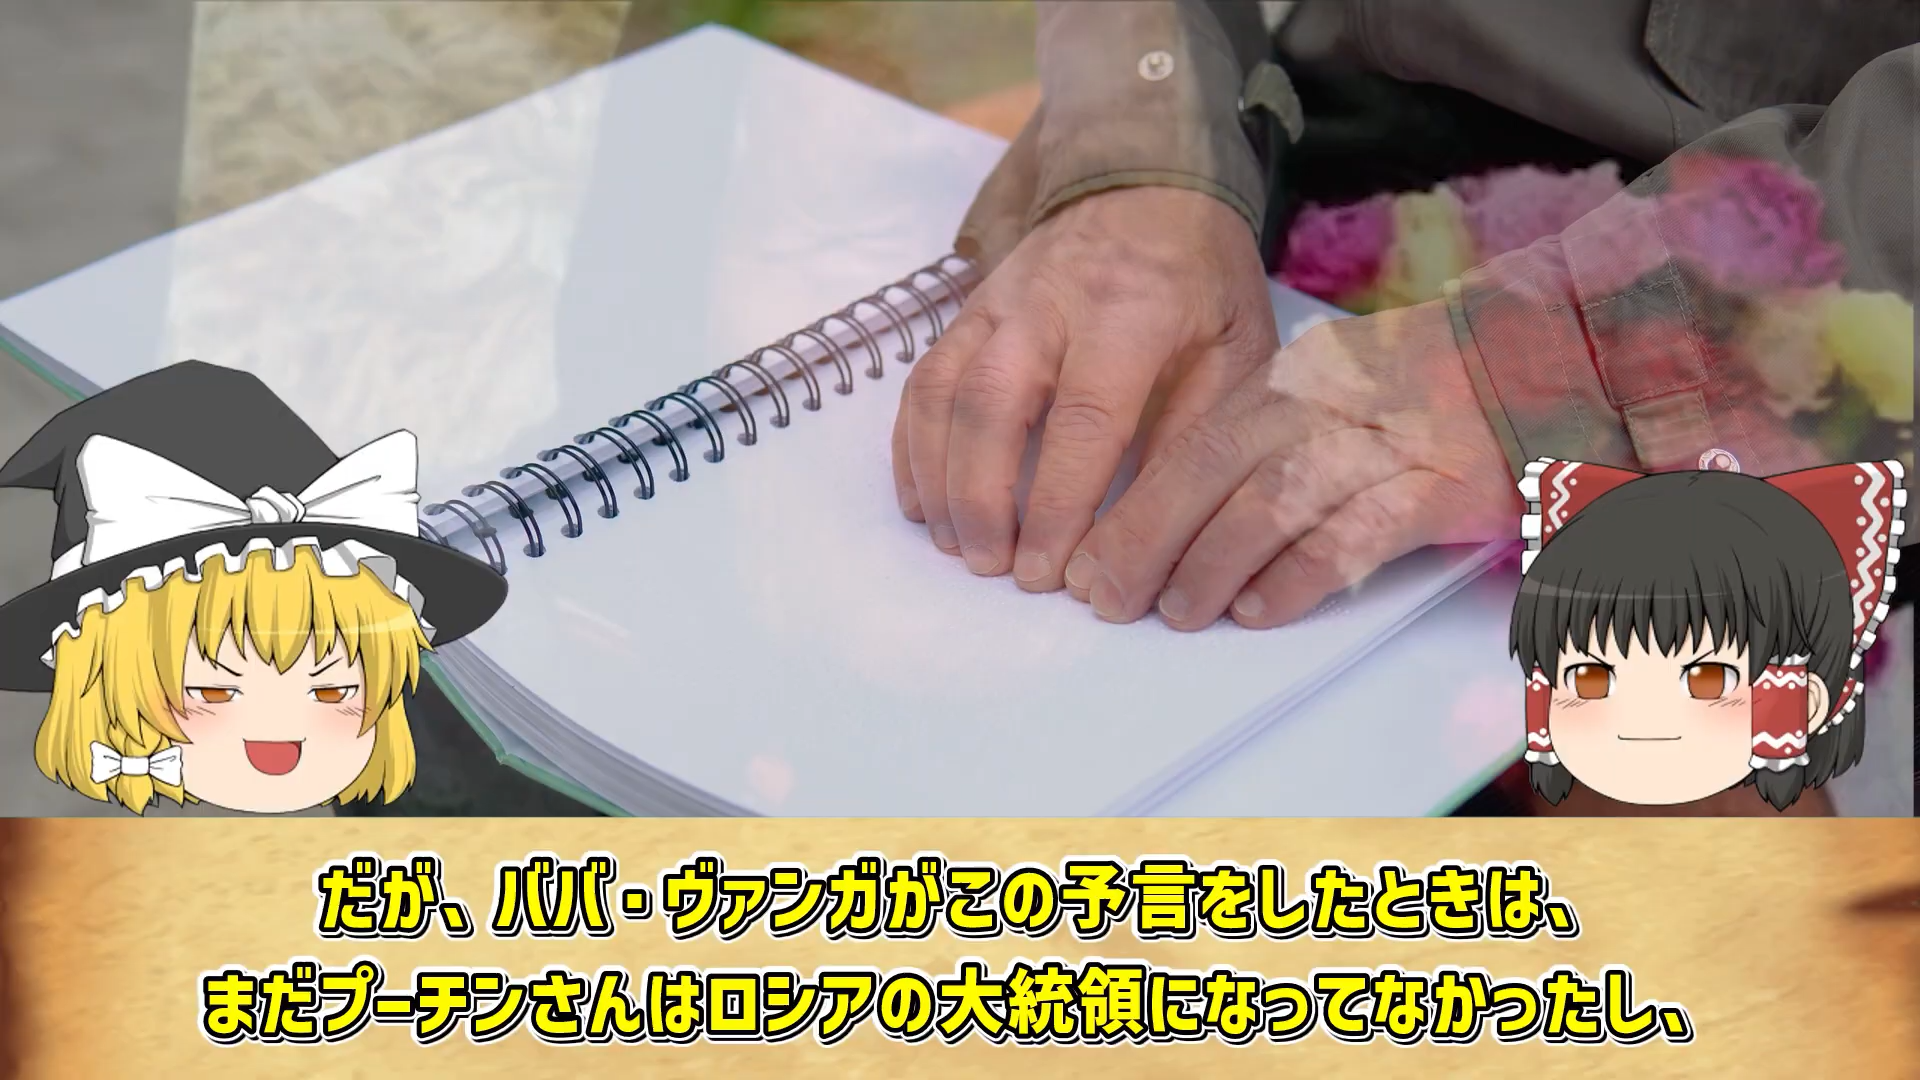 だが、ババ・ヴァンガがこの予言をしたときは、
まだプーチンさんはロシアの大統領になってなかったし、